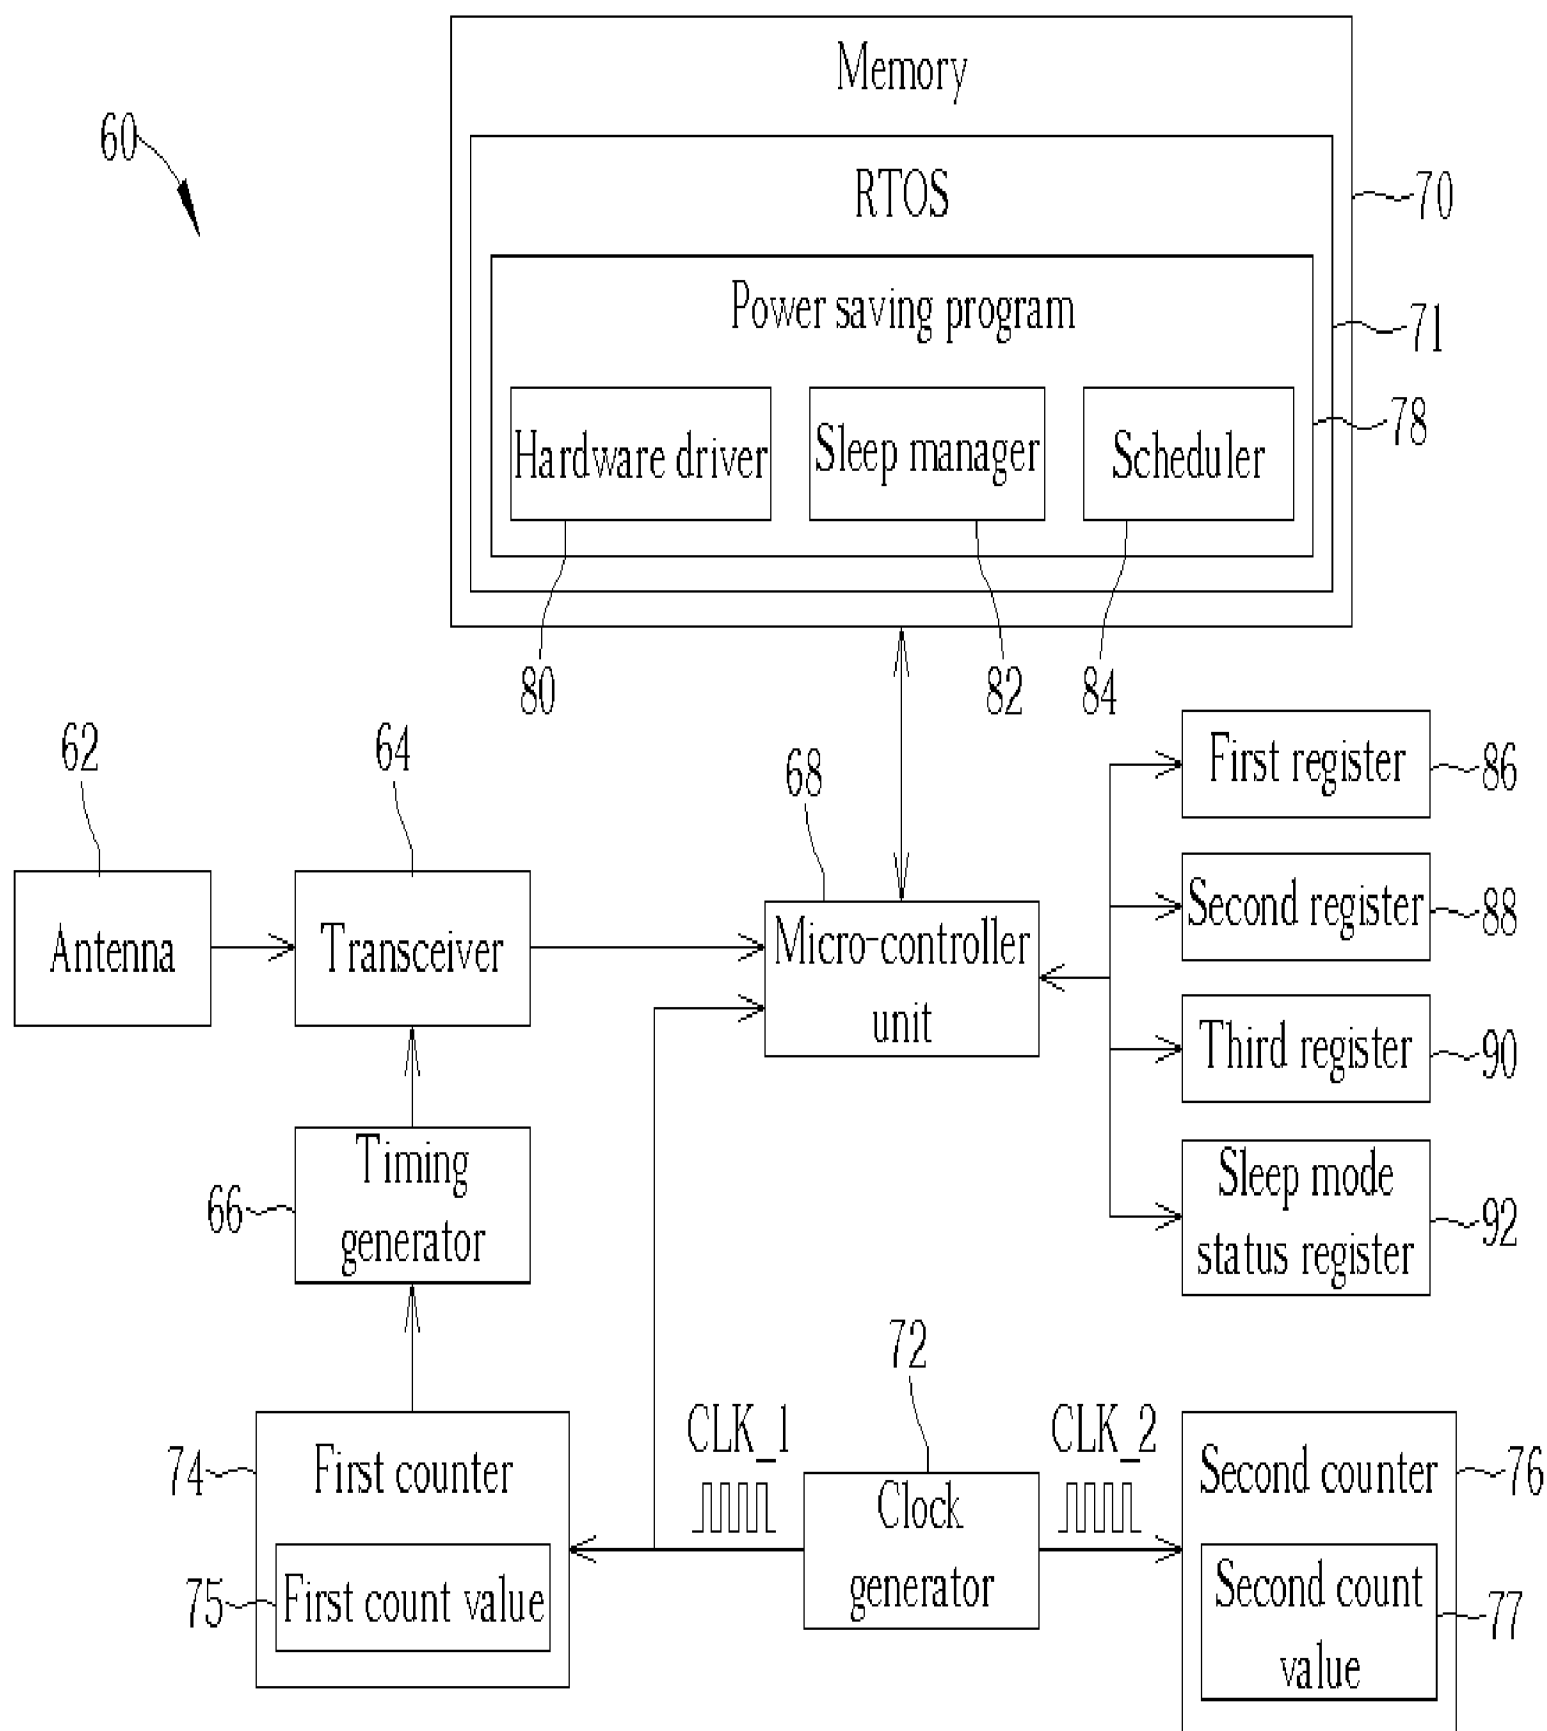 Memory
60
RTOS
70
Power saving program
71
78
Hardware driver
Sleep manager
Scheduler
80
82
84
62
64
68
First register
86
Second register
88
Antenna
Transceiver
Micro-controller
unit
Third register
90
Timing
generator
66
Sleep mode
status register
92
72
CLK_1
CLK_2
74
First counter
Clock
generator
Second counter
76
75
First count value
Second count
value
77